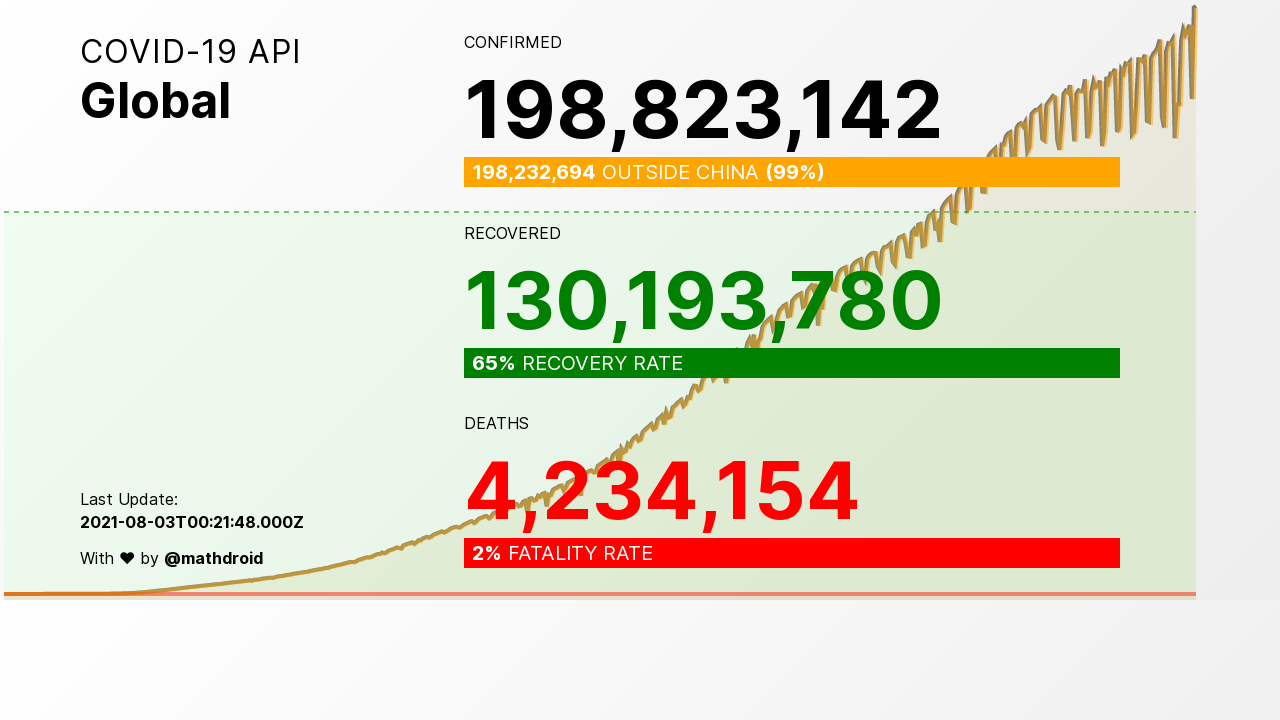 COVID-19 API
Global
CONFIRMED
198,823,142
198,232,694 OUTSIDE CHINA (99%)
RECOVERED
130,193,780
65% RECOVERY RATE
DEATHS
4,234,154
2% FATALITY RATE
Last Update:
2021-08-03T00:21:48.000Z
With ♥ by @mathdroid